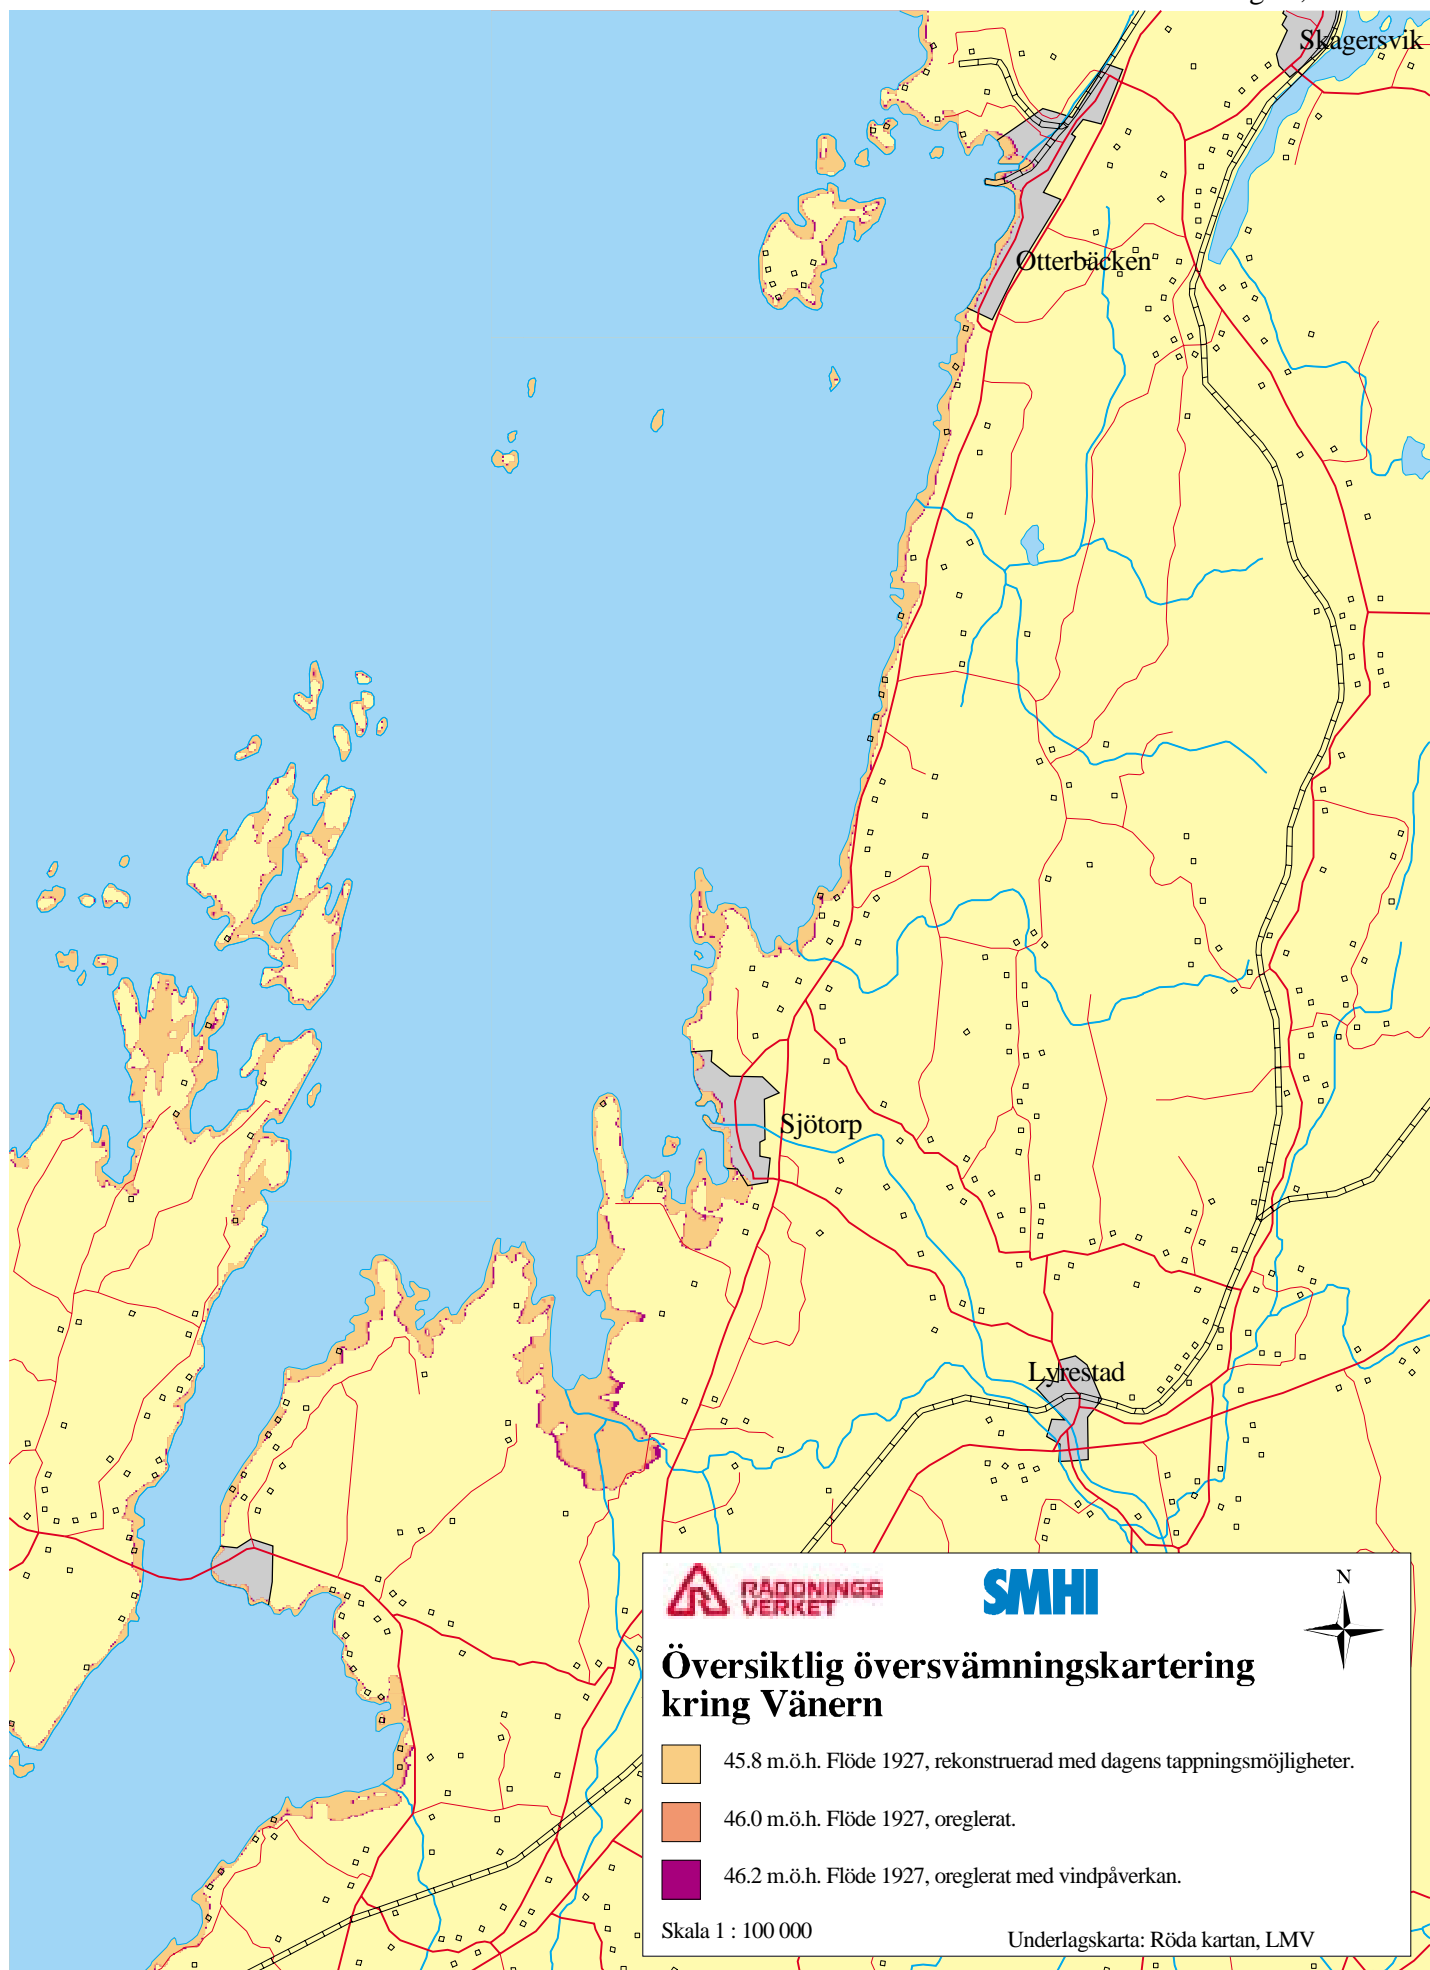 Skagersvik
Otterbäcken
Sjötorp
Lyrestad
RÄDDNINGS
VERKET
SMHI
N
Översiktlig översvämningskartering
kring Vänern
45.8 m.ö.h. Flöde 1927, rekonstruerad med dagens tappningsmöjligheter.
46.0 m.ö.h. Flöde 1927, oreglerat.
46.2 m.ö.h. Flöde 1927, oreglerat med vindpåverkan.
Skala 1 : 100 000
Underlagskarta: Röda kartan, LMV